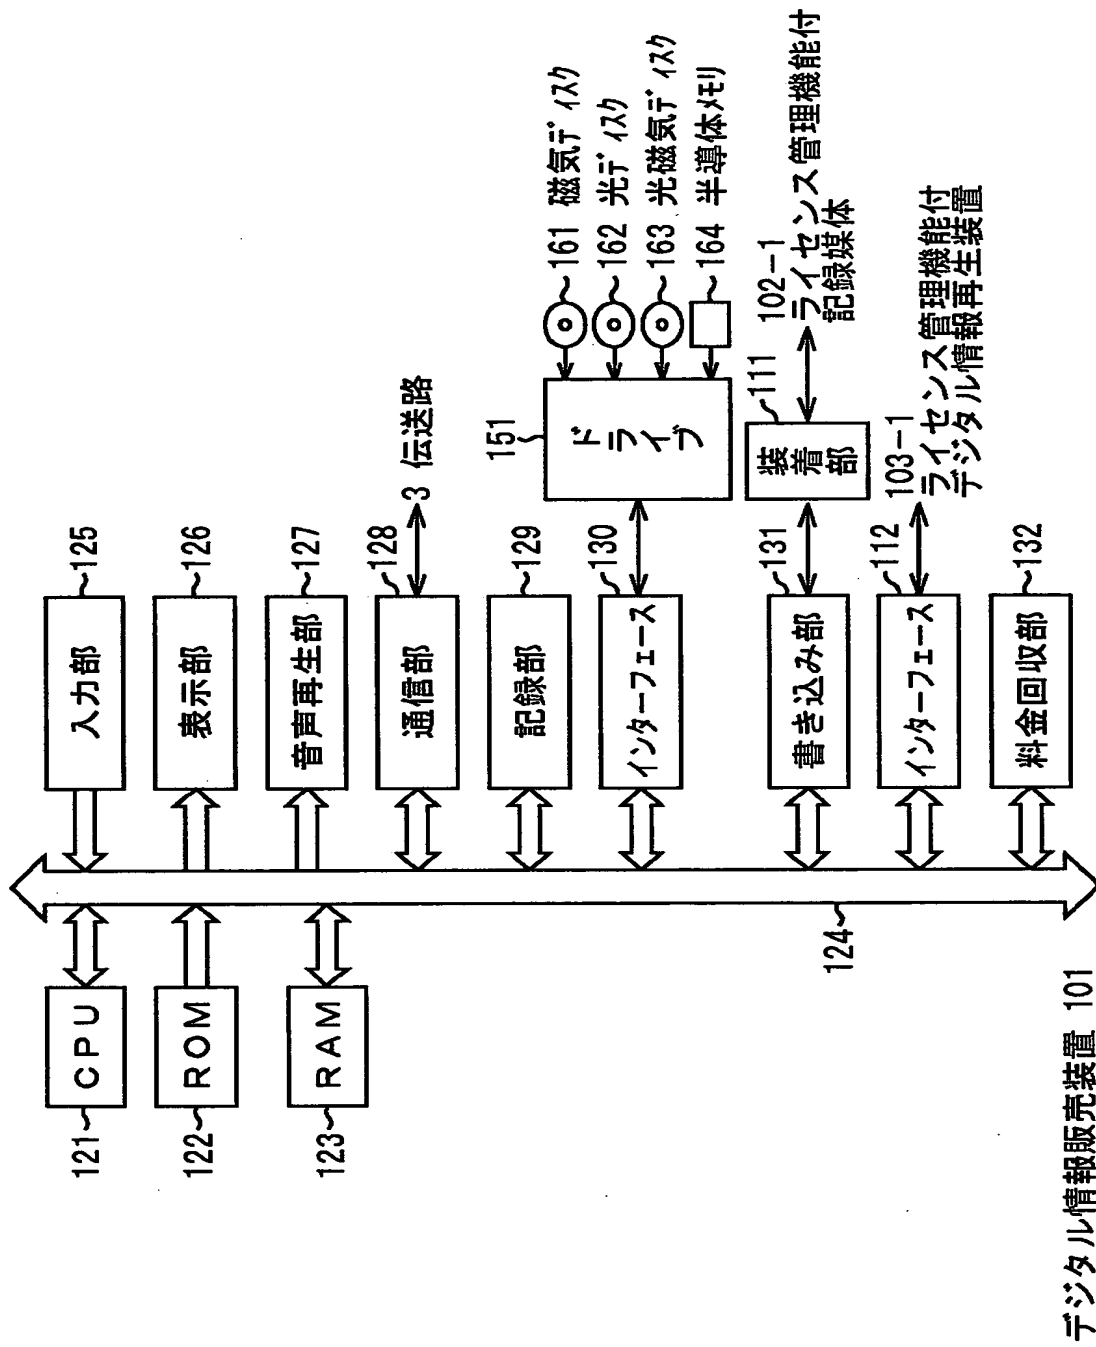 121
CPU
122
ROM
123
RAM
124
入力部
125
表示部
126
音声再生部
127
通信部
128
3 伝送路
記録部
129
インターフェース
130
151
ドライブ
161 磁気ディスク
162 光ディスク
163 光磁気ディスク
164 半導体メモリ
書き込み部
131
装着部
111
102-1
ライセンス管理機能付
記録媒体
インターフェース
112
103-1
ライセンス管理機能付
デジタル情報再生装置
料金回収部
132
デジタル情報販売装置 101